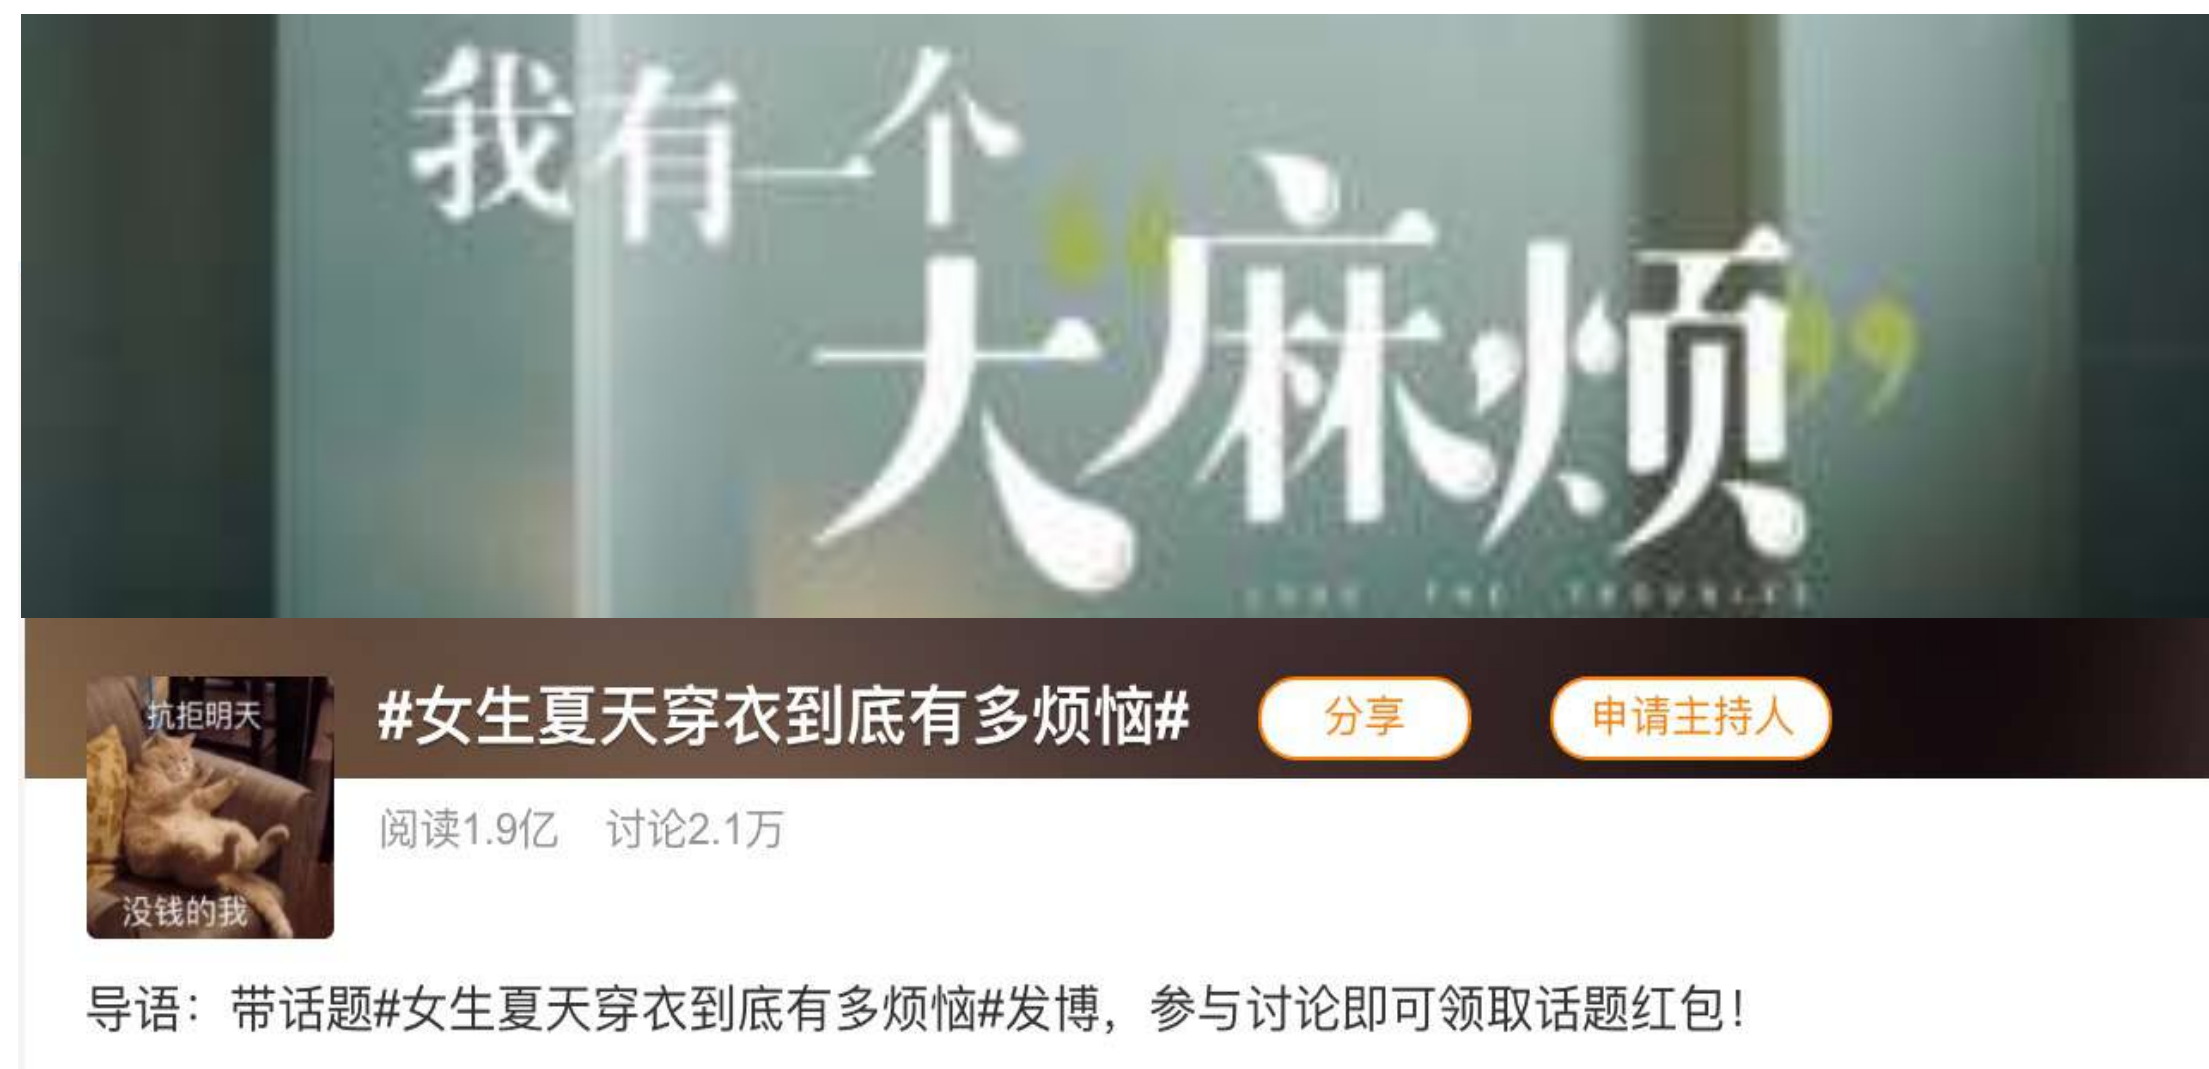 我有一个
大“麻烦”
#女生夏天穿衣到底有多烦恼#
分享
申请主持人
抗拒明天
没钱的我
阅读1.9亿 讨论2.1万
导语：带话题#女生夏天穿衣到底有多烦恼#发博，参与讨论即可领取话题红包！